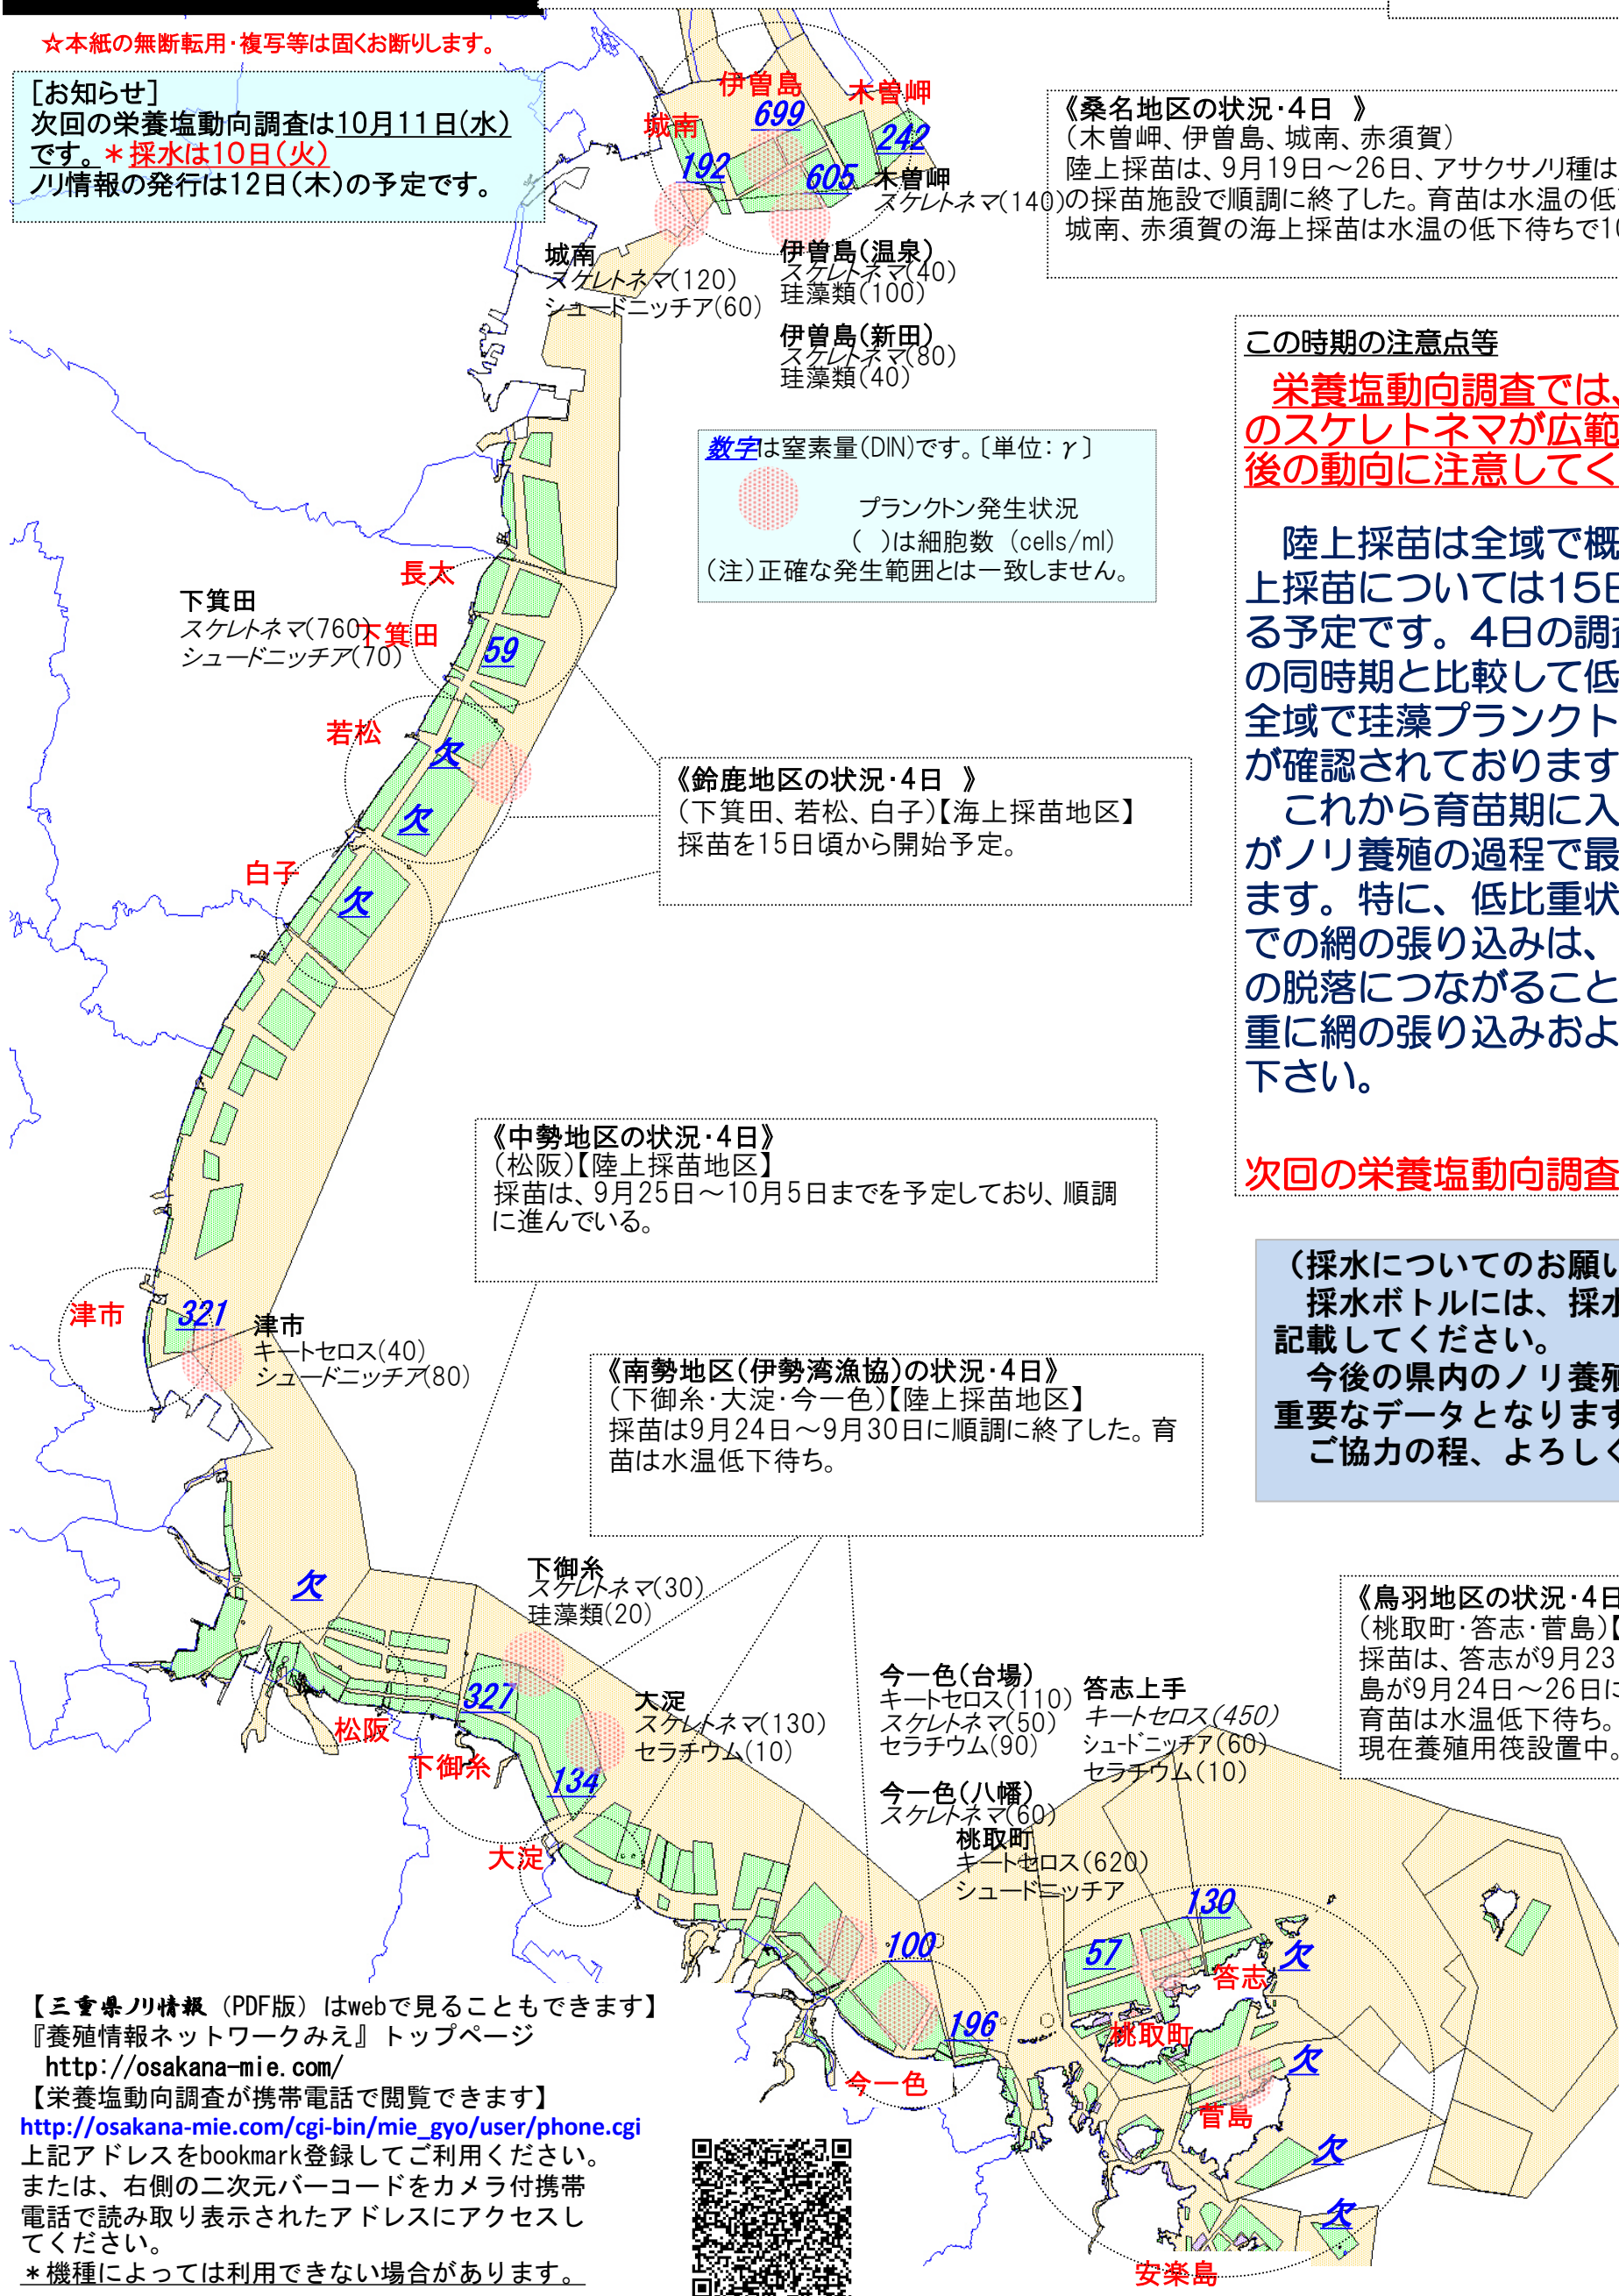 ☆本紙の無断転用・複写等は固くお断りします。
［お知らせ］
次回の栄養塩動向調査は10月11日(水)
です。＊採水は10日(火)
ノリ情報の発行は12日(木)の予定です。
伊曽島
木曽岬
城南
699
242
192
605
木曽岬
スケレトネマ(140)
城南
スケレトネマ(120)
シュードニッチア(60)
伊曽島(温泉)
スケレトネマ(40)
珪藻類(100)
伊曽島(新田)
スケレトネマ(80)
珪藻類(40)
《桑名地区の状況・4日　》
（木曽岬、伊曽島、城南、赤須賀）
陸上採苗は、9月19日～26日、アサクサノリ種は
の採苗施設で順調に終了した。育苗は水温の低
城南、赤須賀の海上採苗は水温の低下待ちで10
この時期の注意点等
栄養塩動向調査では、
のスケレトネマが広範
後の動向に注意してく
陸上採苗は全域で概
上採苗については15日
る予定です。4日の調査
の同時期と比較して低
全域で珪藻プランクト
が確認されております
これから育苗期に入
がノリ養殖の過程で最
ます。特に、低比重状
での網の張り込みは、
の脱落につながること
重に網の張り込みおよ
下さい。
次回の栄養塩動向調査
数字は窒素量(DIN)です。〔単位：γ〕
プランクトン発生状況
（　）は細胞数（cells/ml）
（注）正確な発生範囲とは一致しません。
長太
下箕田
スケレトネマ(760)
シュードニッチア(70)
下箕田
59
若松
欠
欠
白子
欠
《鈴鹿地区の状況・4日　》
（下箕田、若松、白子）【海上採苗地区】
採苗を15日頃から開始予定。
《中勢地区の状況・4日》
（松阪）【陸上採苗地区】
採苗は、9月25日～10月5日までを予定しており、順調
に進んでいる。
津市
321
津市
キートセロス(40)
シュードニッチア(80)
《南勢地区(伊勢湾漁協)の状況・4日》
（下御糸・大淀・今一色）【陸上採苗地区】
採苗は9月24日～9月30日に順調に終了した。育
苗は水温低下待ち。
（採水についてのお願い
採水ボトルには、採水
記載してください。
今後の県内のノリ養殖
重要なデータとなります
ご協力の程、よろしく
欠
下御糸
スケレトネマ(30)
珪藻類(20)
327
松阪
下御糸
大淀
スケレトネマ(130)
セラチウム(10)
134
大淀
今一色(台場)
キートセロス(110)
スケレトネマ(50)
セラチウム(90)
今一色(八幡)
スケレトネマ(60)
答志上手
キートセロス(450)
シュードニッチア(60)
セラチウム(10)
桃取町
キートセロス(620)
シュードニッチア
《鳥羽地区の状況・4日
（桃取町・答志・菅島）【
採苗は、答志が9月23
島が9月24日～26日に
育苗は水温低下待ち。
現在養殖用筏設置中。
100
196
今一色
57
130
欠
答志
桃取町
欠
菅島
欠
欠
安楽島
【三重県ノリ情報（PDF版）はwebで見ることもできます】
『養殖情報ネットワークみえ』トップページ
http://osakana-mie.com/
【栄養塩動向調査が携帯電話で閲覧できます】
http://osakana-mie.com/cgi-bin/mie_gyo/user/phone.cgi
上記アドレスをbookmark登録してご利用ください。
または、右側の二次元バーコードをカメラ付携帯
電話で読み取り表示されたアドレスにアクセスし
てください。
＊機種によっては利用できない場合があります。